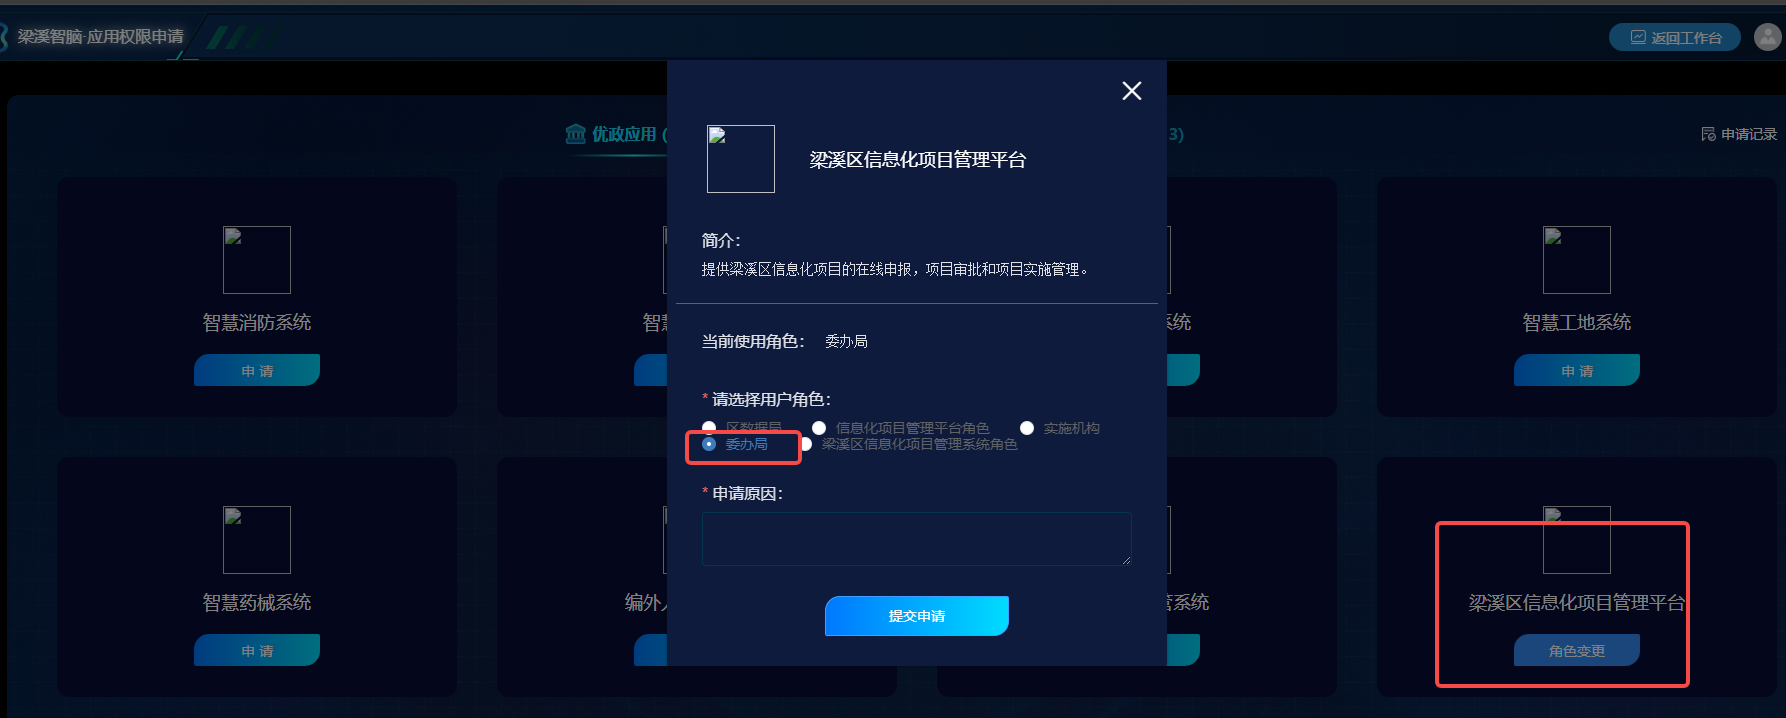 梁溪智脑·应用权限申请
返回工作台
优政应用 (
3)
申请记录
梁溪区信息化项目管理平台
简介：
提供梁溪区信息化项目的在线申报，项目审批和项目实施管理。
当前使用角色： 委办局
* 请选择用户角色：
区数据局 信息化项目管理平台角色 实施机构
委办局 梁溪区信息化项目管理系统角色
* 申请原因：
提交申请
智慧消防系统
申 请
智慧工地系统
申 请
智慧药械系统
申 请
编外
系统
梁溪区信息化项目管理平台
角色变更